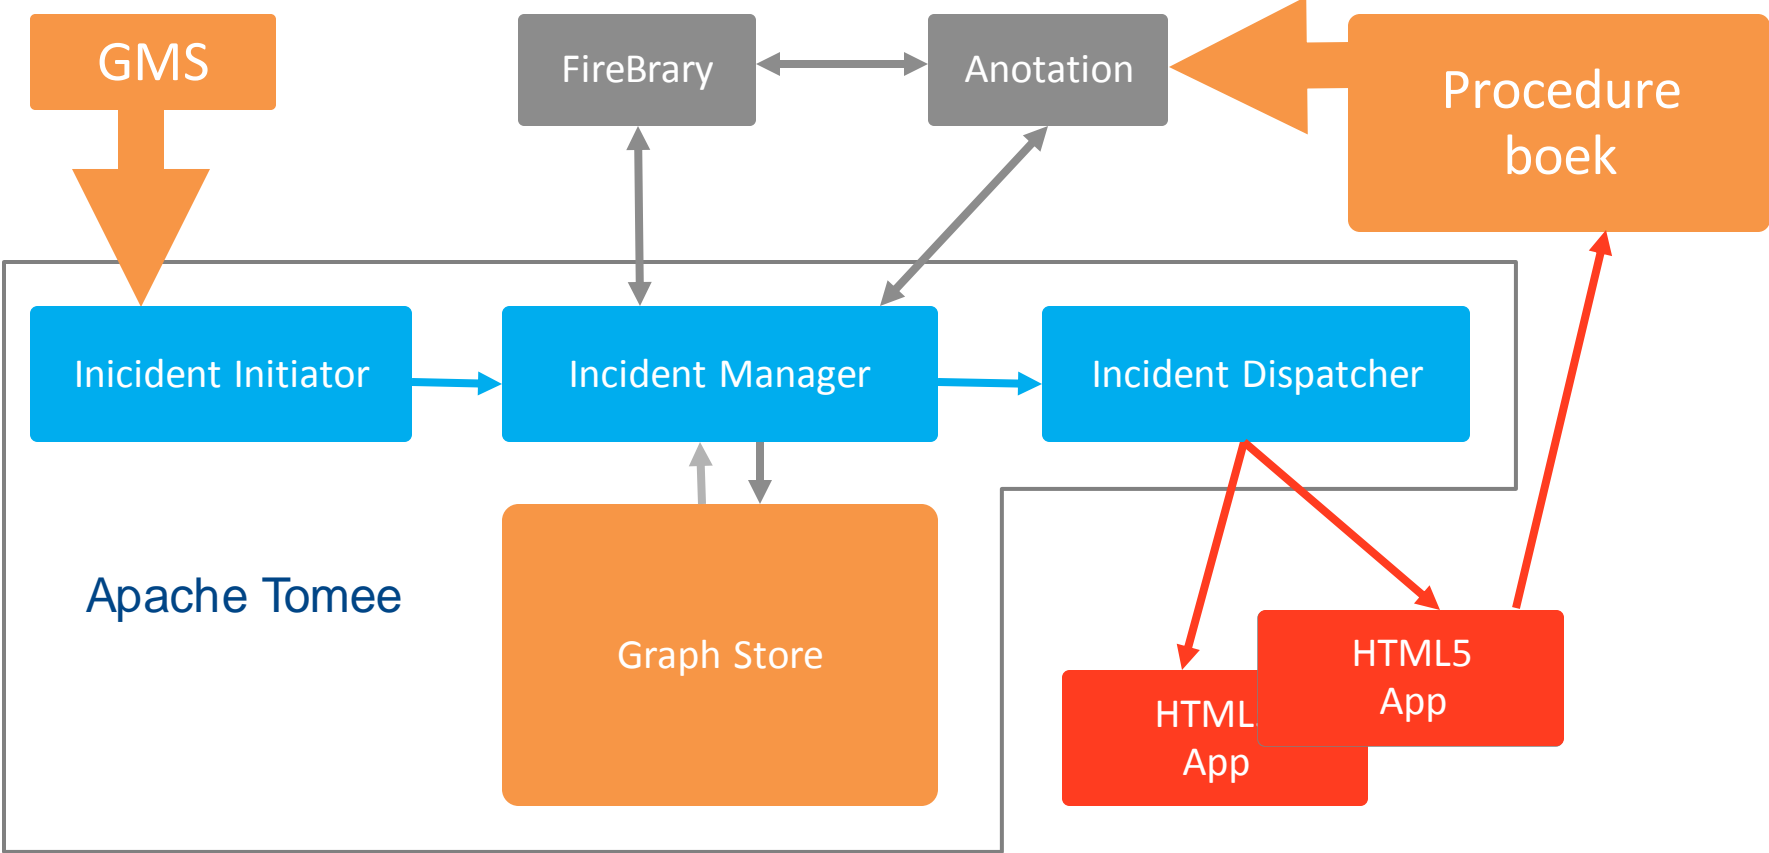 GMS
FireBrary
Anotation
Procedure
boek
Inicident Initiator
Incident Manager
Incident Dispatcher
Apache Tomee
Graph Store
HTML5
App
HTML
App